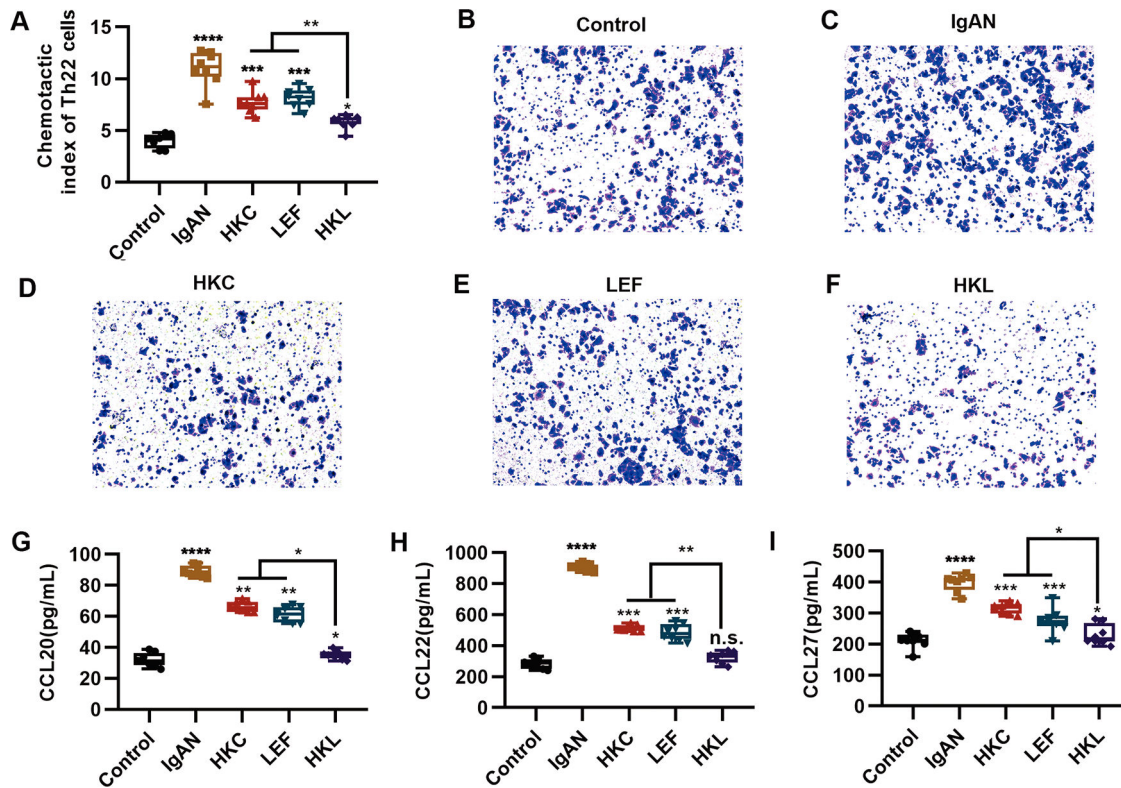 A
Chemotactic
index of Th22 cells
15
10
5
0
****
***
***
**
*
Control
IgAN
HKC
LEF
HKL
B
Control
C
IgAN
D
HKC
E
LEF
F
HKL
G
CCL20(pg/mL)
100
80
60
40
20
0
****
**
**
*
*
Control
IgAN
HKC
LEF
HKL
H
CCL22(pg/mL)
1000
800
600
400
200
0
****
***
***
**
n.s.
Control
IgAN
HKC
LEF
HKL
I
CCL27(pg/mL)
500
400
300
200
100
0
****
***
***
*
*
Control
IgAN
HKC
LEF
HKL